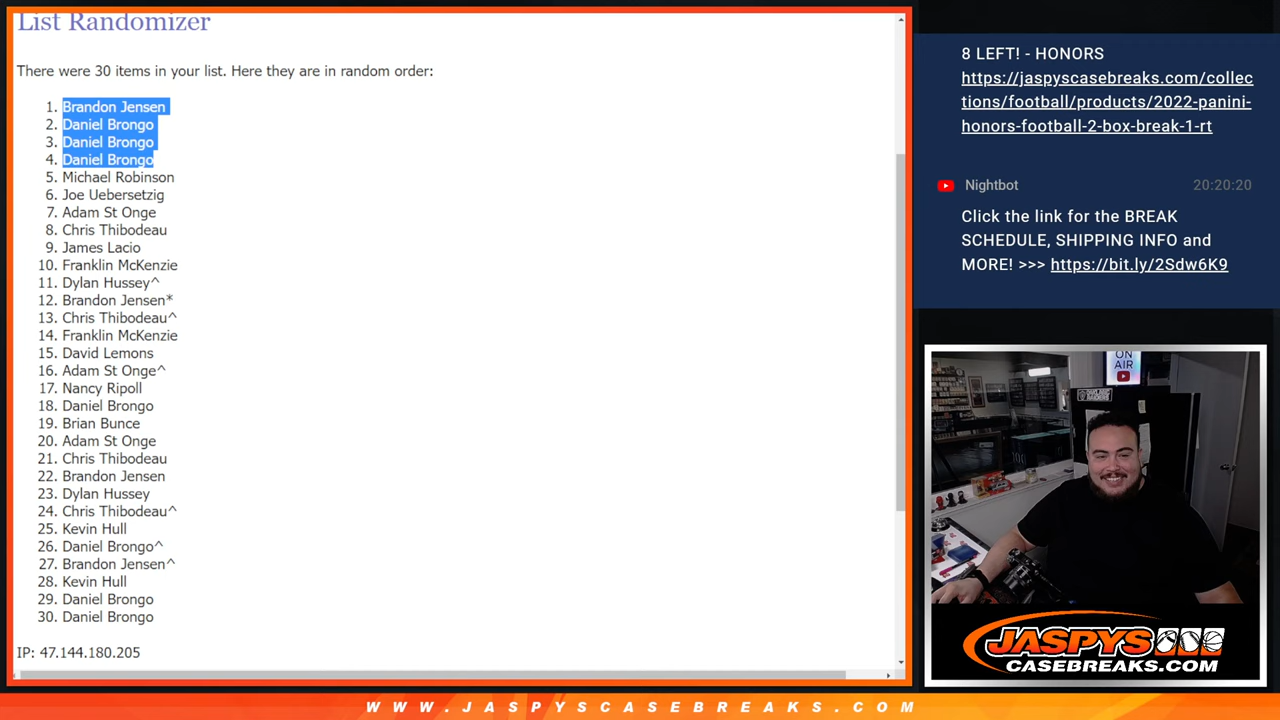 List Randomizer
There were 30 items in your list. Here they are in random order:
1. Brandon Jensen
2. Daniel Brongo
3. Daniel Brongo
4. Daniel Brongo
5. Michael Robinson
6. Joe Uebersetzig
7. Adam St Onge
8. Chris Thibodeau
9. James Lacio
10. Franklin McKenzie
11. Dylan Hussey^
12. Brandon Jensen*
13. Chris Thibodeau^
14. Franklin McKenzie
15. David Lemons
16. Adam St Onge^
17. Nancy Ripoll
18. Daniel Brongo
19. Brian Bunce
20. Adam St Onge
21. Chris Thibodeau
22. Brandon Jensen
23. Dylan Hussey
24. Chris Thibodeau^
25. Kevin Hull
26. Daniel Brongo^
27. Brandon Jensen^
28. Kevin Hull
29. Daniel Brongo
30. Daniel Brongo
IP: 47.144.180.205
8 LEFT! - HONORS
https://jaspyscasebreaks.com/collec
tions/football/products/2022-panini-
honors-football-2-box-break-1-rt
Nightbot 20:20:20
Click the link for the BREAK
SCHEDULE, SHIPPING INFO and
MORE! >>> https://bit.ly/2Sdw6K9
ON
AIR
JASPYS
CASEBREAKS.COM
WWW.JASPYSCASEBREAKS.COM